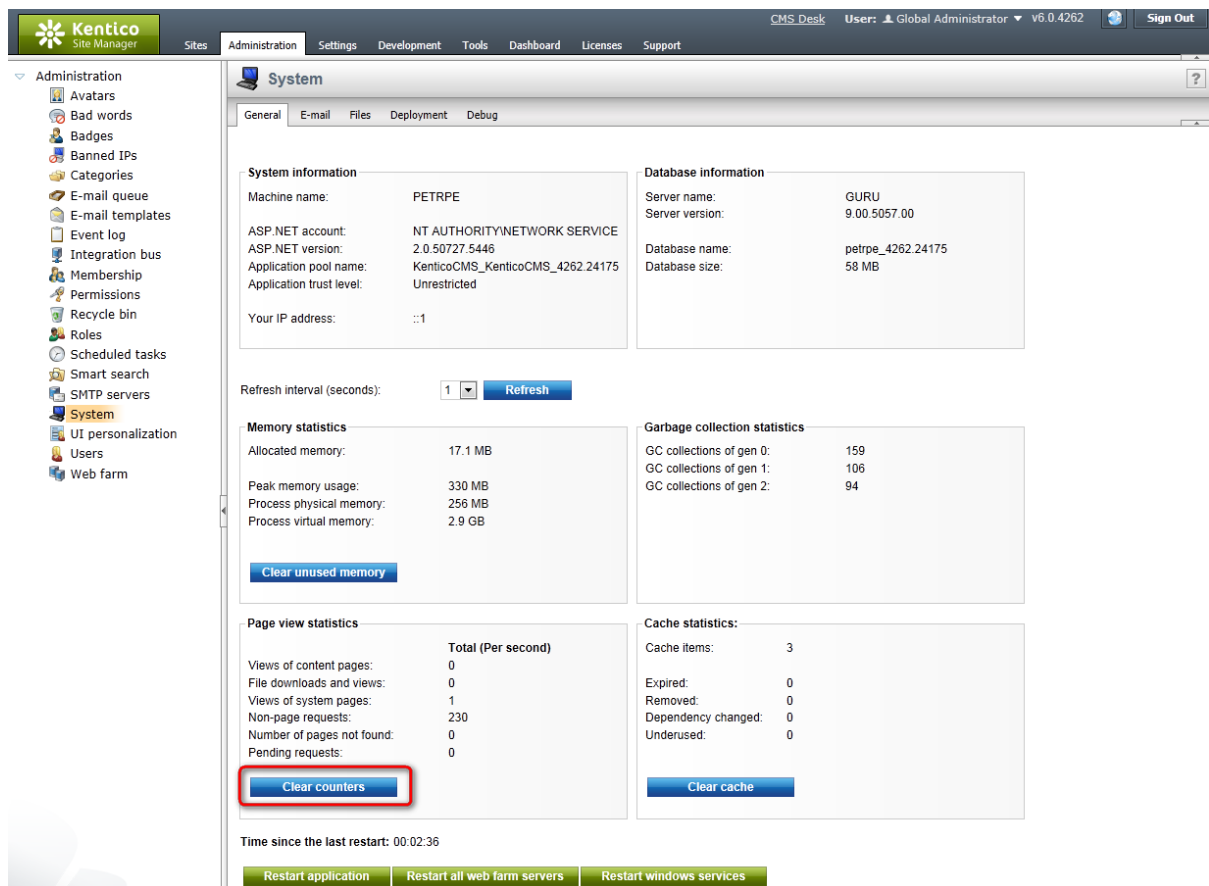 CMS Desk User: Global Administrator v6.0.4262 Sign Out
Kentico
Site Manager
Sites Administration Settings Development Tools Dashboard Licenses Support
Administration
Avatars
Bad words
Badges
Banned IPs
Categories
E-mail queue
E-mail templates
Event log
Integration bus
Membership
Permissions
Recycle bin
Roles
Scheduled tasks
Smart search
SMTP servers
System
UI personalization
Users
Web farm
System ?
General E-mail Files Deployment Debug
System information
Machine name: PETRPE
ASP.NET account: NT AUTHORITY\NETWORK SERVICE
ASP.NET version: 2.0.50727.5446
Application pool name: KenticoCMS_KenticoCMS_4262.24175
Application trust level: Unrestricted
Your IP address: ::1
Database information
Server name: GURU
Server version: 9.00.5057.00
Database name: petrpe_4262.24175
Database size: 58 MB
Refresh interval (seconds): 1 Refresh
Memory statistics
Allocated memory: 17.1 MB
Peak memory usage: 330 MB
Process physical memory: 256 MB
Process virtual memory: 2.9 GB
Clear unused memory
Garbage collection statistics
GC collections of gen 0: 159
GC collections of gen 1: 106
GC collections of gen 2: 94
Page view statistics
Total (Per second)
Views of content pages: 0
File downloads and views: 0
Views of system pages: 1
Non-page requests: 230
Number of pages not found: 0
Pending requests: 0
Clear counters
Cache statistics:
Cache items: 3
Expired: 0
Removed: 0
Dependency changed: 0
Underused: 0
Clear cache
Time since the last restart: 00:02:36
Restart application Restart all web farm servers Restart windows services